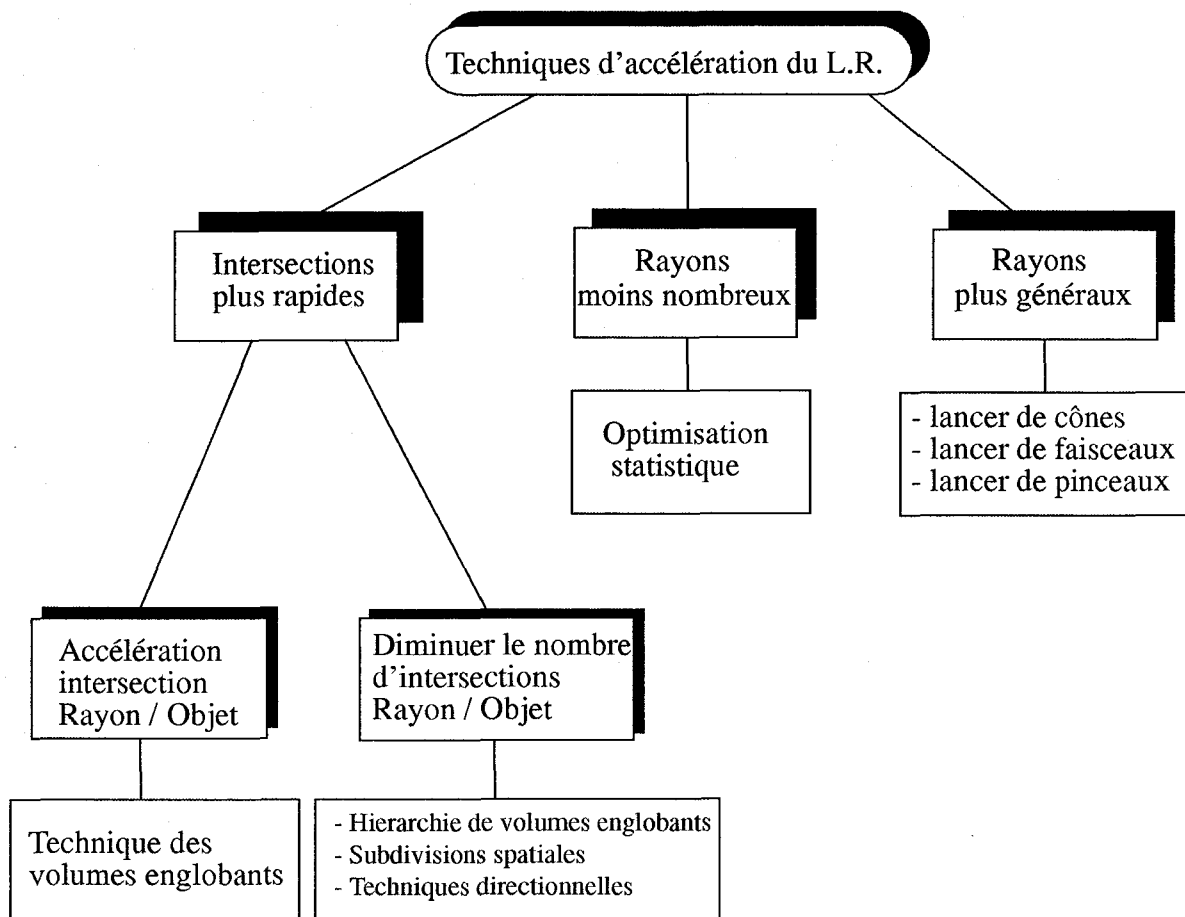 Techniques d'accélération du L.R.
Intersections
plus rapides
Rayons
moins nombreux
Rayons
plus généraux
Optimisation
statistique
- lancer de cônes
- lancer de faisceaux
- lancer de pinceaux
Accélération
intersection
Rayon / Objet
Diminuer le nombre
d'intersections
Rayon / Objet
Technique des
volumes englobants
- Hierarchie de volumes englobants
- Subdivisions spatiales
- Techniques directionnelles